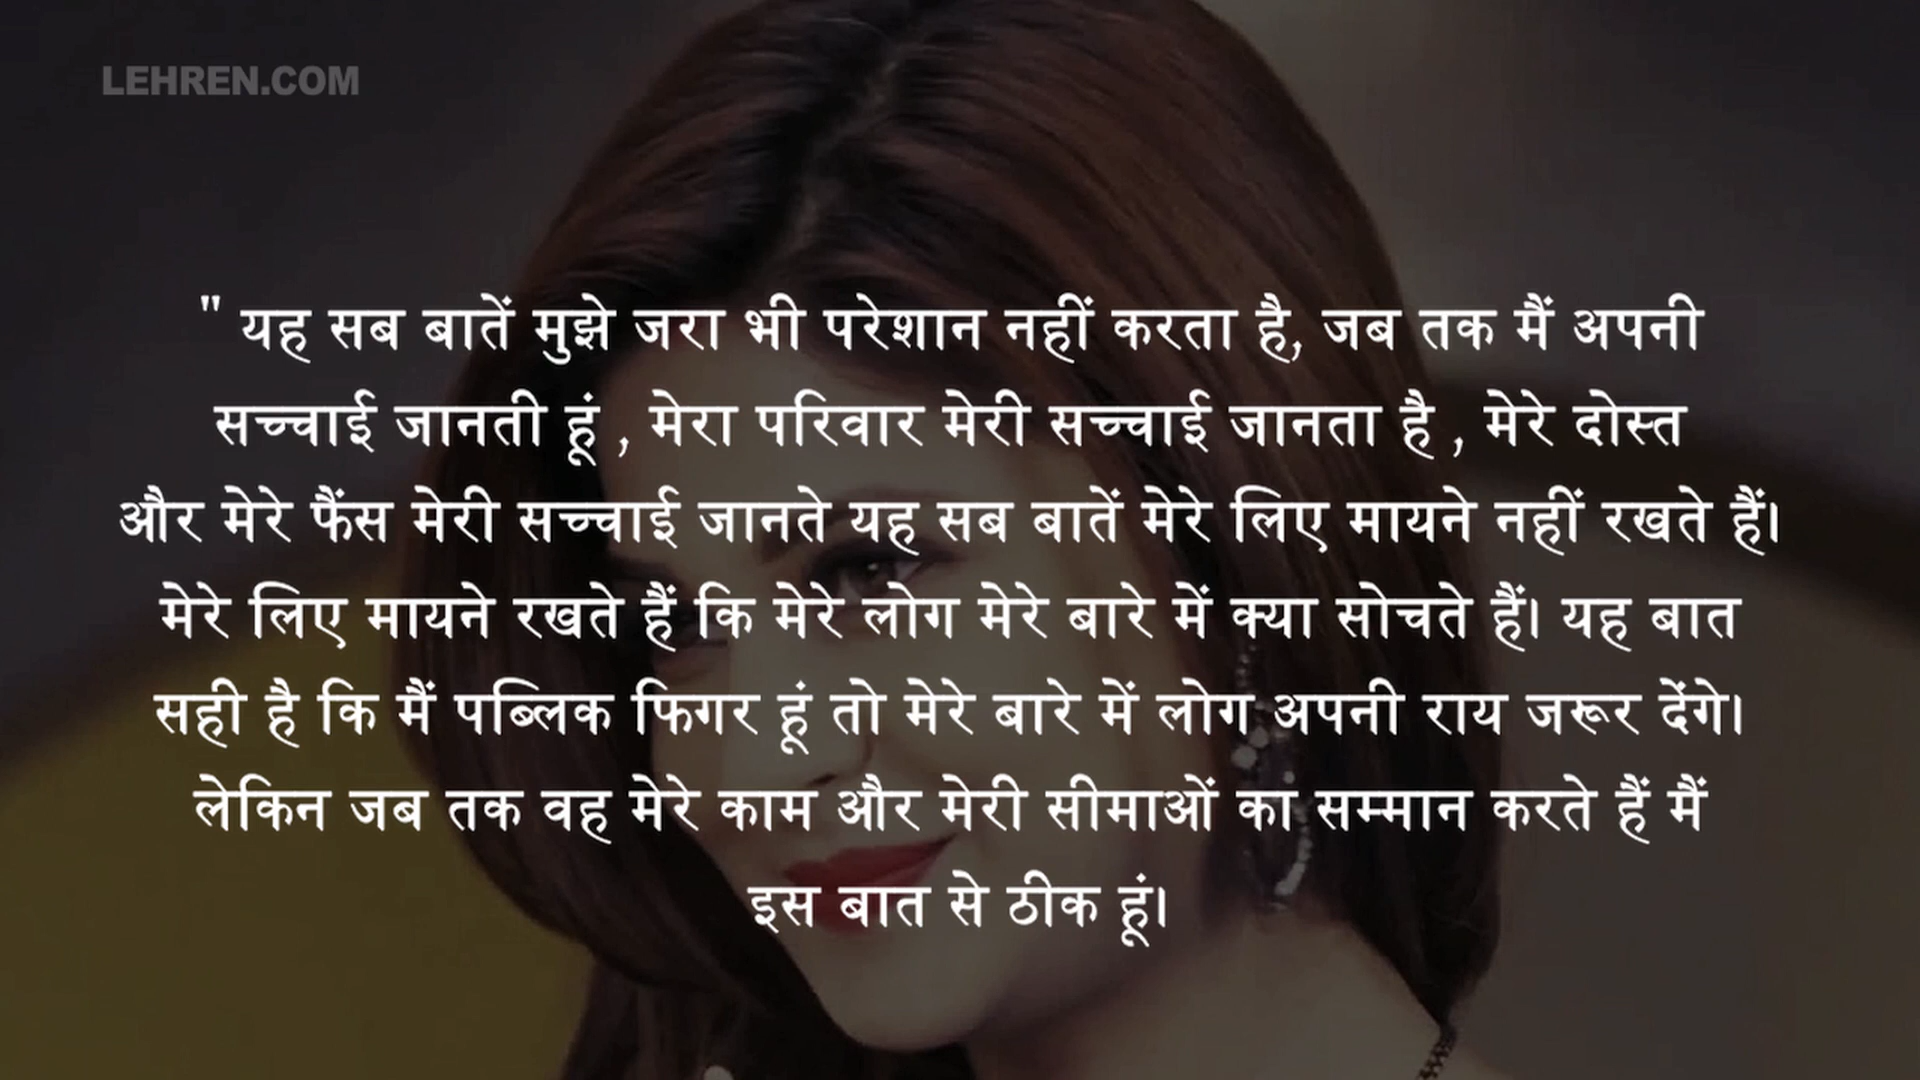 LEHREN.COM
" यह सब बातें मुझे जरा भी परेशान नहीं करता है, जब तक मैं अपनी
सच्चाई जानती हूं , मेरा परिवार मेरी सच्चाई जानता है , मेरे दोस्त
और मेरे फैंस मेरी सच्चाई जानते यह सब बातें मेरे लिए मायने नहीं रखते हैं।
मेरे लिए मायने रखते हैं कि मेरे लोग मेरे बारे में क्या सोचते हैं। यह बात
सही है कि मैं पब्लिक फिगर हूं तो मेरे बारे में लोग अपनी राय जरूर देंगे।
लेकिन जब तक वह मेरे काम और मेरी सीमाओं का सम्मान करते हैं मैं
इस बात से ठीक हूं।